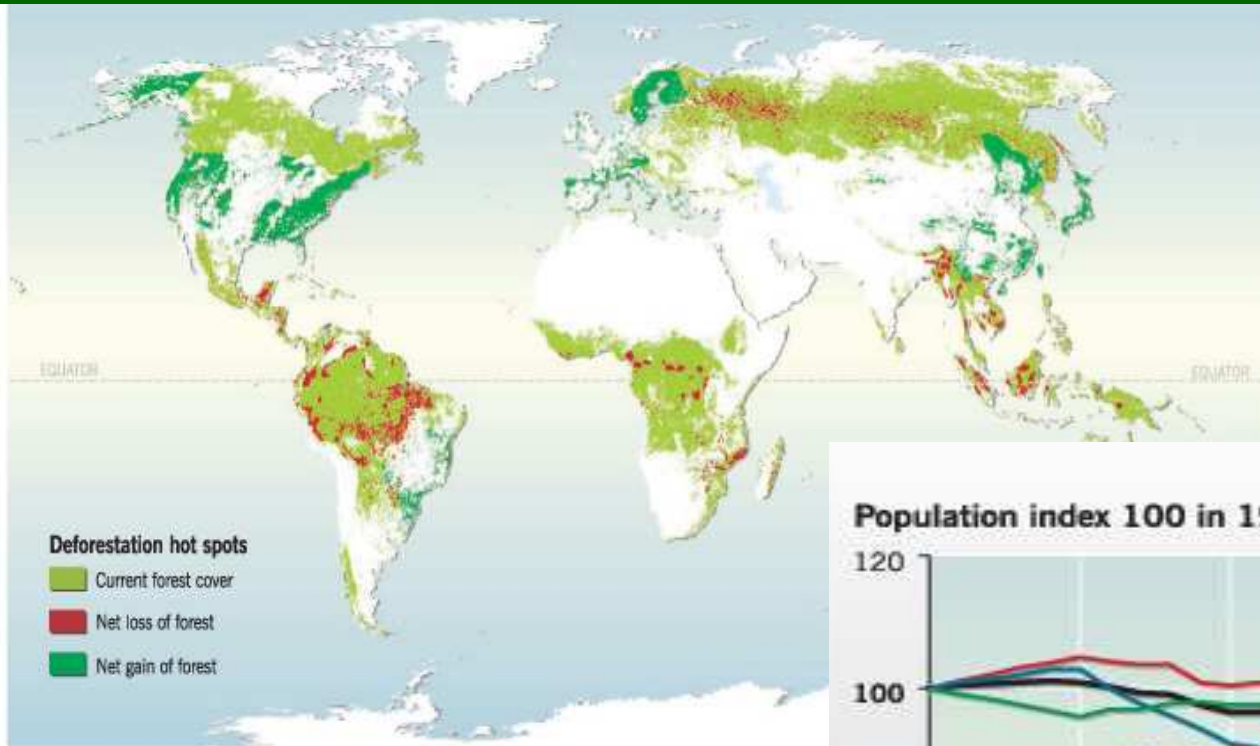 EQUATOR
EQUATOR
Deforestation hot spots
Current forest cover
Net loss of forest
Net gain of forest
Population index 100 in 1
120
100